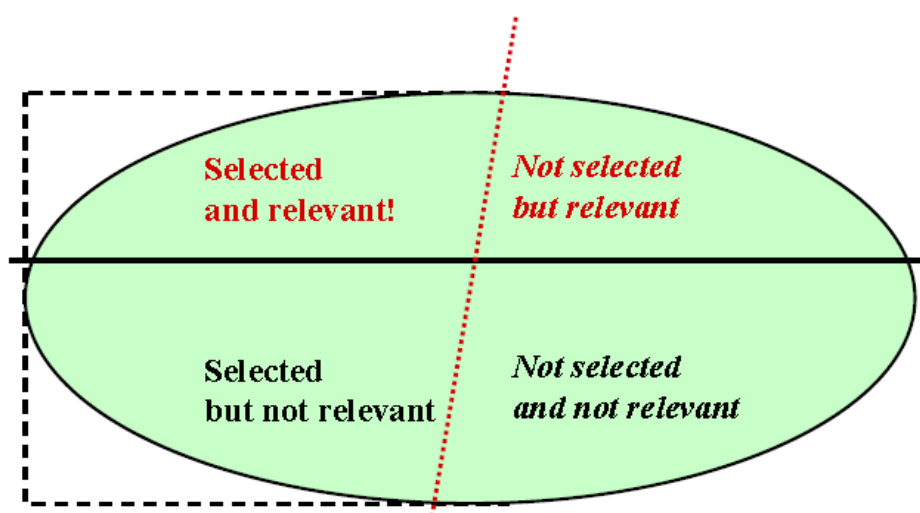 Selected
and relevant!
Not selected
but relevant
Selected
but not relevant
Not selected
and not relevant